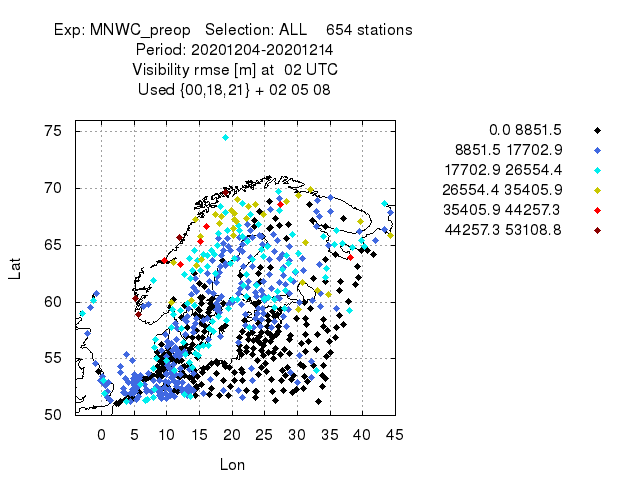 Exp: MNWC_preop   Selection: ALL    654 stations
Period: 20201204-20201214
Visibility rmse [m] at  02 UTC
Used {00,18,21} + 02 05 08
0.0 8851.5
8851.5 17702.9
17702.9 26554.4
26554.4 35405.9
35405.9 44257.3
44257.3 53108.8
75
70
65
60
55
50
Lat
0 5 10 15 20 25 30 35 40 45
Lon